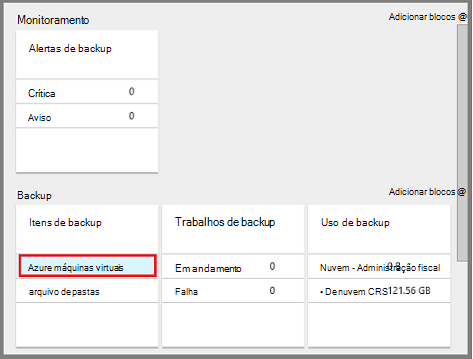 Monitoramento
Adicionar blocos @
Alertas de backup
Crítica 0
Aviso 0
Backup
Adicionar blocos @
Itens de backup
Azure máquinas virtuais
arquivo de pastas
Trabalhos de backup
Em andamento 0
Falha 0
Uso de backup
Nuvem - Administração fiscal
• Denuvem CRS 121.56 GB